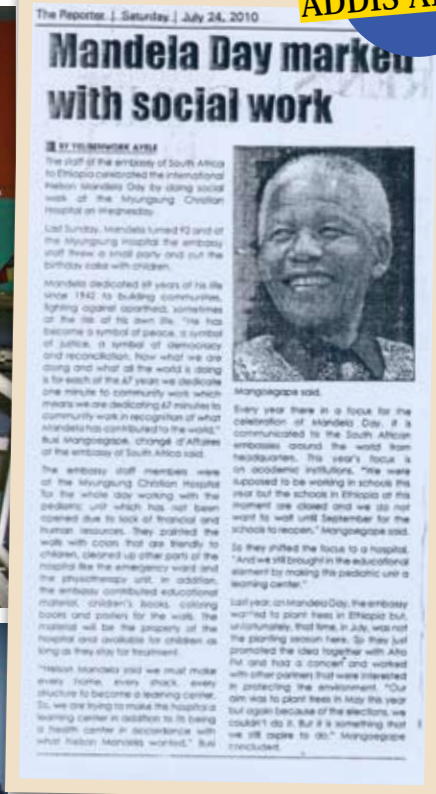 ADDIS A
The Reporter | Saturday | July 24, 2010
Mandela Day marked
with social work
BY YELIBENWORK AYELE
The staff of the embassy of South Africa
to Ethiopia celebrated the international
Nelson Mandela Day by doing social
work at the Myungsung Christian
Hospital on Wednesday.
Last Sunday, Mandela turned 92 and at
the Myungsung Hospital the embassy
staff threw a small party and cut the
birthday cake with children.
Mandela dedicated 69 years of his life
since 1942 to building communities,
fighting against apartheid, sometimes
at the risk of his own life. "He has
become a symbol of peace, a symbol
of justice, a symbol of democracy
and reconciliation. Now what we are
doing and what all the world is doing
is for each of the 67 years we dedicate
one minute to community work which
means we are dedicating 67 minutes to
community work in recognition of what
Mandela has contributed to the world,"
Busi Mangoegape, chargé d'Affaires
at the embassy of South Africa said.
The embassy staff members were
at the Myungsung Christian Hospital
for the whole day working with the
pediatric unit which has not been
opened due to lack of financial and
human resources. They painted the
walls with colors that are friendly to
children, cleaned up other parts of the
hospital like the emergency ward and
the physiotherapy unit. In addition,
the embassy contributed educational
material, children's books, coloring
books and posters for the walls. The
material will be the property of the
hospital and available for children as
long as they stay for treatment.
"Nelson Mandela said we must make
every home, every shack, every
structure to become a learning center.
So, we are trying to make this hospital a
learning center in addition to its being
a health center in accordance with
what Nelson Mandela wanted," Busi
Mangoegape said.
Every year there in a focus for the
celebration of Mandela Day. It is
communicated to the South African
embassies around the world from
headquarters. This year's focus is
on academic institutions. "We were
supposed to be working in schools this
year but the schools in Ethiopia at this
moment are closed and we do not
want to wait until September for the
schools to reopen," Mangoegape said.
So they shifted the focus to a hospital.
"And we still brought in the educational
element by making this pediatric unit a
learning center."
Last year, on Mandela Day, the embassy
wanted to plant trees in Ethiopia but,
unfortunately, that time, in July, was not
the planting season here. So they just
promoted the idea together with Afro
FM and had a concert and worked
with other partners that were interested
in protecting the environment. "Our
aim was to plant trees in May this year
but again because of the elections, we
couldn't do it. But it is something that
we still aspire to do," Mangoegape
concluded.